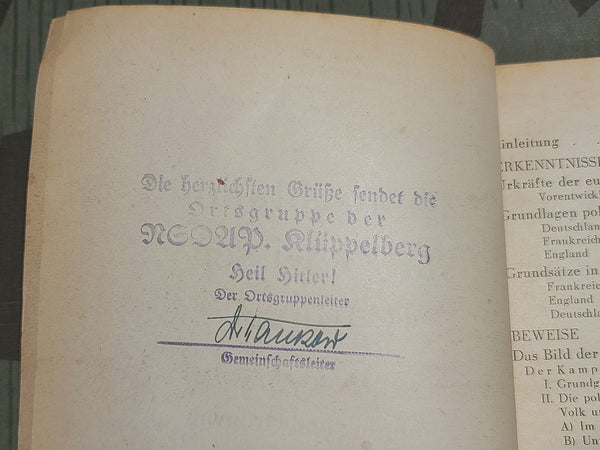 Die herzlichsten Grüße sendet die
Ortsgruppe der
NSDAP. Klüppelberg
Heil Hitler!
Der Ortsgruppenleiter
Gemeinschaftsleiter
Einleitung .
ERKENNTNISSE
Urkräfte der eu
Vorentwick
Grundlagen pol
Deutschland
Frankreich
England
Grundsätze in
Frankreich
England
Deutschla
BEWEISE
Das Bild der
Der Kamp
I. Grundg
II. Die pol
Volk u
A) Im
B) Un